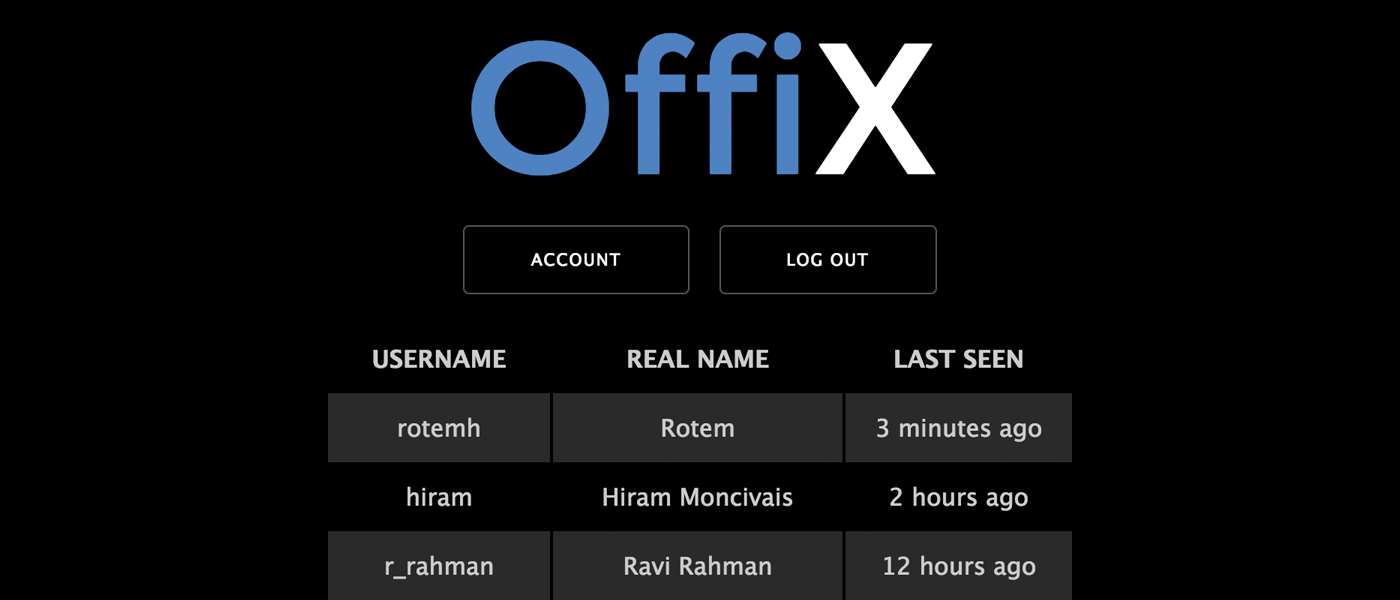 OffiX
ACCOUNT LOG OUT
USERNAME REAL NAME LAST SEEN
rotemh Rotem 3 minutes ago
hiram Hiram Moncivais 2 hours ago
r_rahman Ravi Rahman 12 hours ago